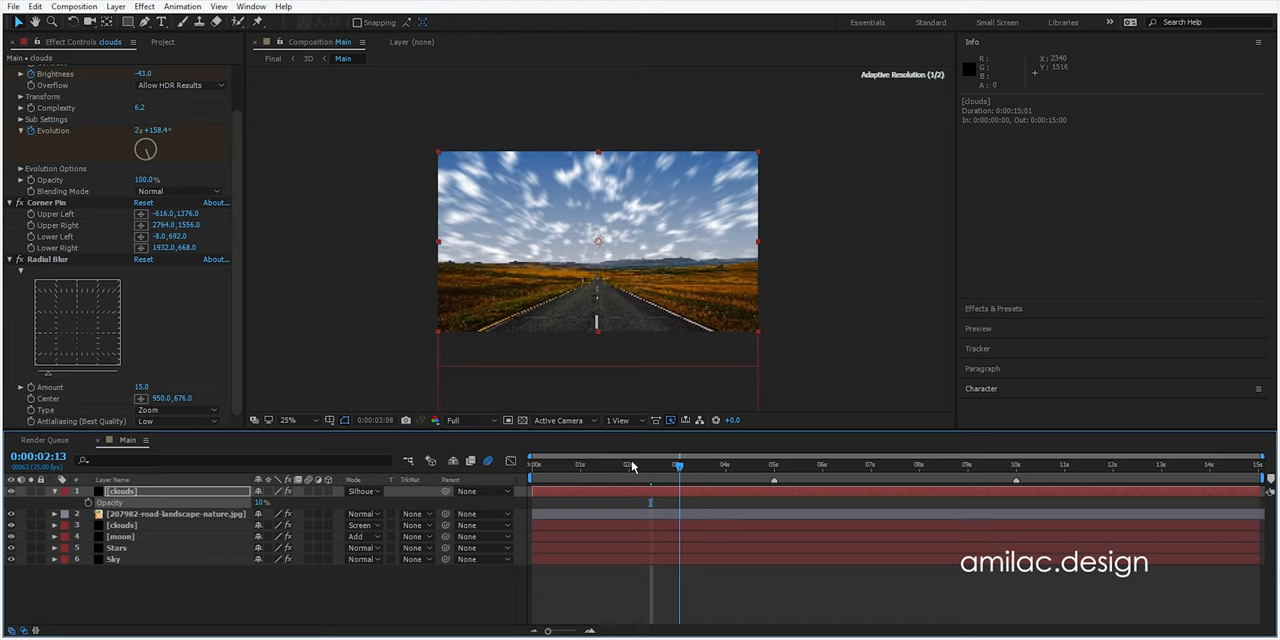 File Edit Composition Layer Effect Animation View Window Help
Snapping Essentials Standard Small Screen Libraries Search Help
Effect Controls clouds Project Composition Main Layer (none) Info
Main • clouds Final 3D Main
Adaptive Resolution (1/2)
R: X: 2340
G: Y: 1516
B:
A: 0
[clouds]
Duration: 0:00:15:01
In: 0:00:00:00, Out: 0:00:15:00
Brightness -43.0
Overflow Allow HDR Results
Transform
Complexity 6.2
Sub Settings
Evolution 2x+158.4°
Evolution Options
Opacity 100.0%
Blending Mode Normal
fx Corner Pin Reset About...
Upper Left -616.0,1376.0
Upper Right 2764.0,1556.0
Lower Left -8.0,692.0
Lower Right 1932.0,668.0
fx Radial Blur Reset About...
Amount 15.0
Center 950.0,676.0
Type Zoom
Antialiasing (Best Quality) Low
Effects & Presets
Preview
Tracker
Paragraph
Character
25% 0:00:03:08 Full Active Camera 1 View +0.0
Render Queue Main
0:00:02:13
00063 (25.00 fps)
01s 04s 05s 06s 07s 08s 09s 10s 11s 12s 13s 14s 15s
# Layer Name Mode T TrkMat Parent
1 [clouds] Silhoue None
Opacity 10%
2 [207982-road-landscape-nature.jpg] Normal None None
3 [clouds] Screen None None
4 [moon] Add None None
5 Stars Normal None None
6 Sky Normal None None
amilac.design